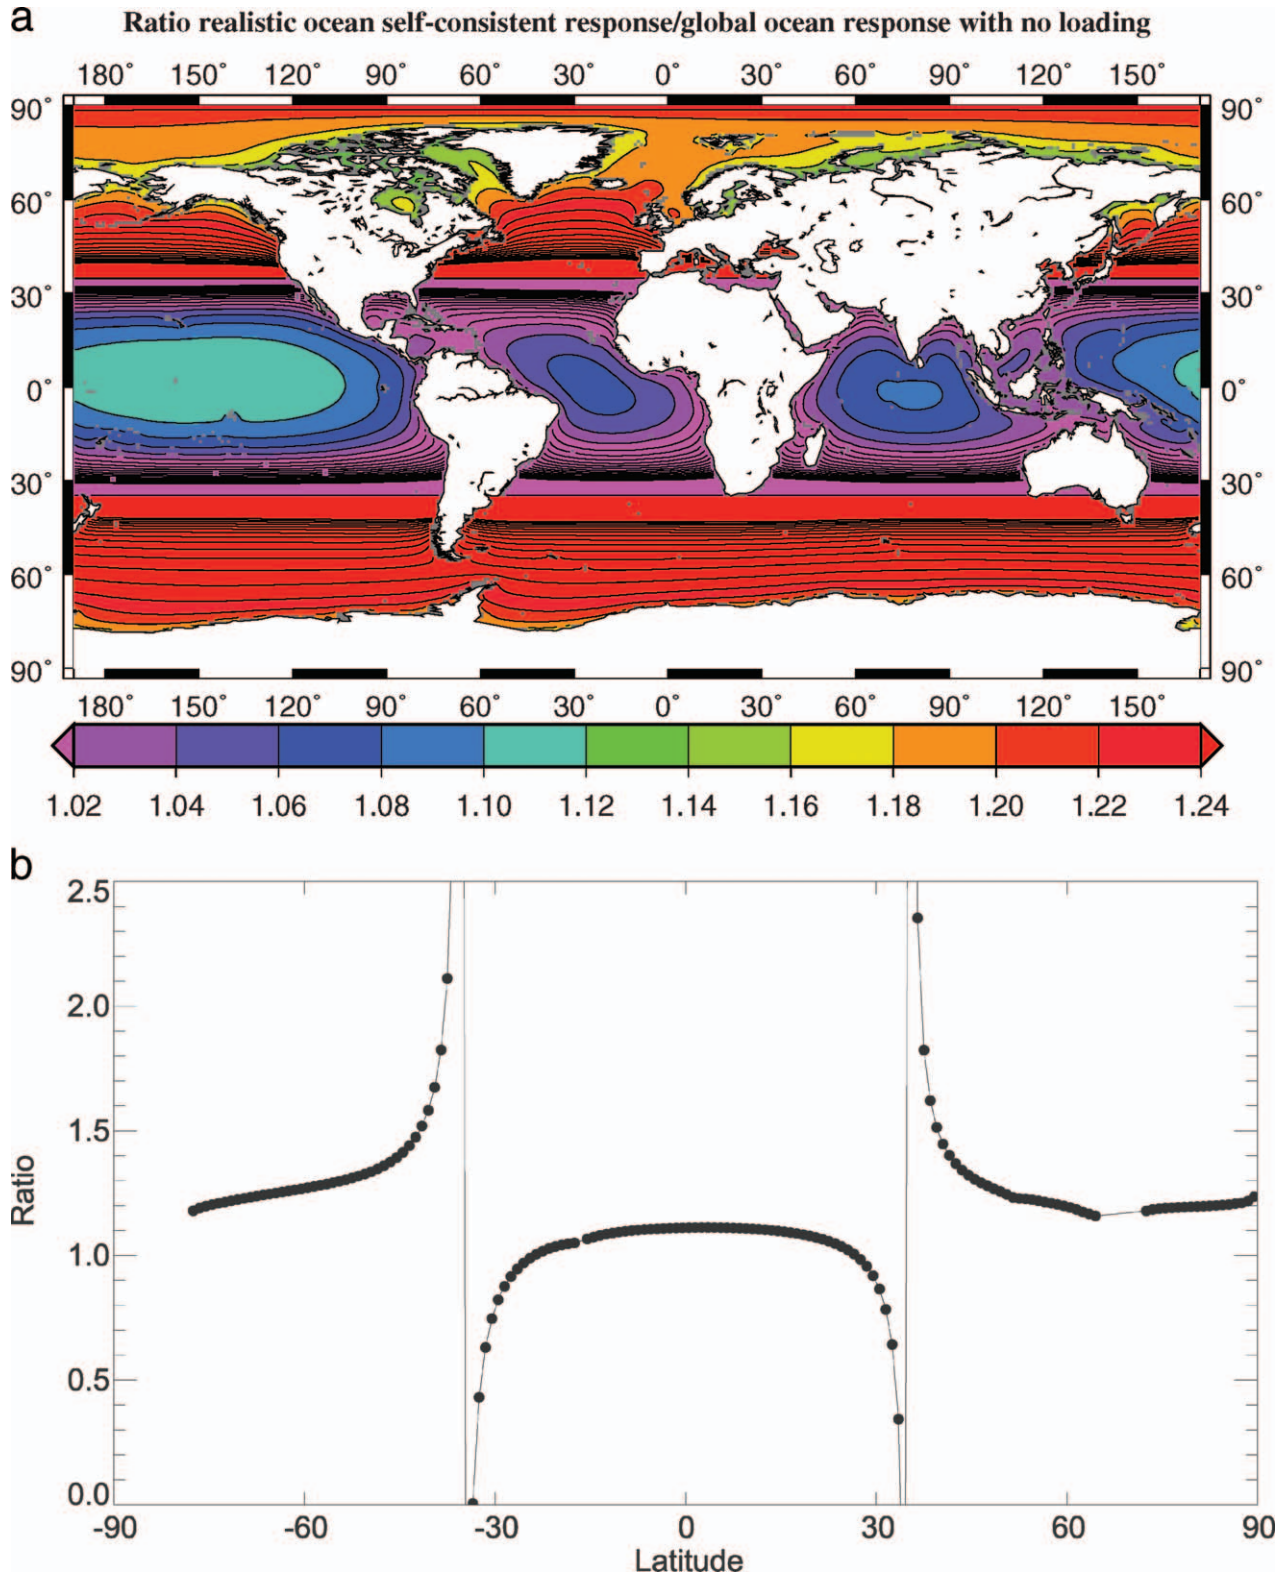 a
Ratio realistic ocean self-consistent response/global ocean response with no loading
180° 150° 120° 90° 60° 30° 0° 30° 60° 90° 120° 150°
90° 90°
60° 60°
30° 30°
0° 0°
30° 30°
60° 60°
90° 90°
180° 150° 120° 90° 60° 30° 0° 30° 60° 90° 120° 150°
1.02 1.04 1.06 1.08 1.10 1.12 1.14 1.16 1.18 1.20 1.22 1.24
b
2.5
2.0
1.5
Ratio
1.0
0.5
0.0
-90 -60 -30 0 30 60 90
Latitude